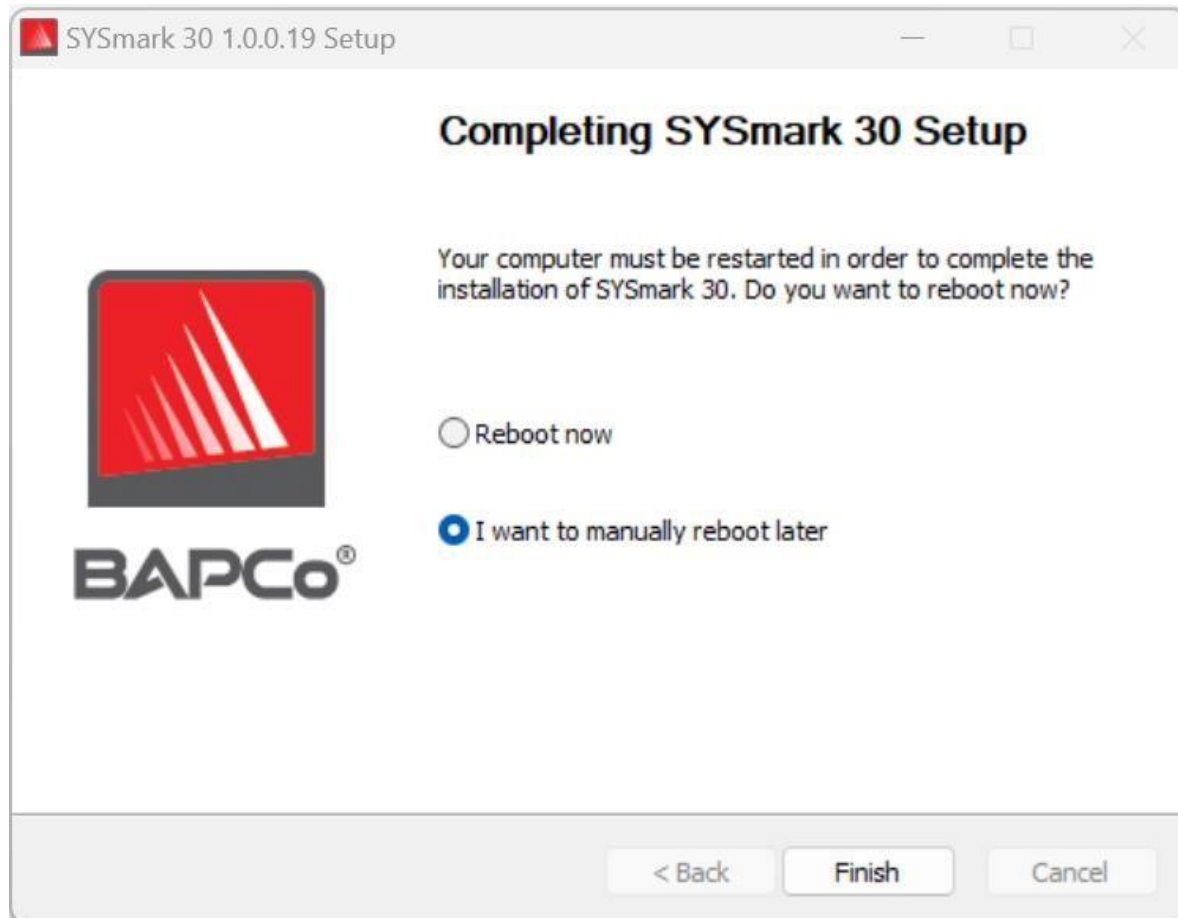 SYSmark 30 1.0.0.19 Setup
Completing SYSmark 30 Setup
Your computer must be restarted in order to complete the
installation of SYSmark 30. Do you want to reboot now?
Reboot now
I want to manually reboot later
BAPCo®
< Back
Finish
Cancel